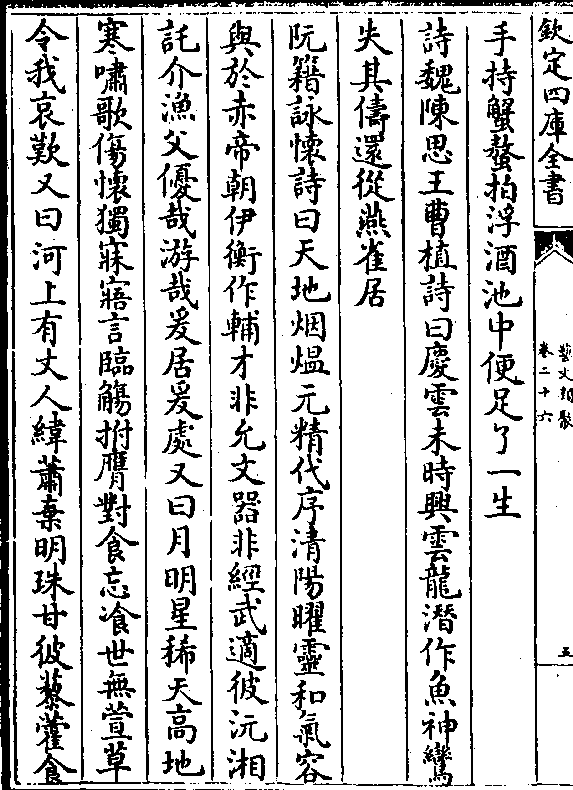 欽定四庫全書
藝文類聚
卷二十六
五
手持蟹螯拍浮酒池中便足了一生
詩魏陳思王曹植詩曰慶雲未時興雲龍潛作魚神鸞
失其儔還從燕雀居
阮籍詠懷詩曰天地烟熅元精代序清陽曜靈和氣容
與於赤帝朝伊衡作輔才非允文器非經武適彼沅湘
託介漁父優哉游哉爰居爰處又曰月明星稀天高地
寒嘯歌傷懷獨寐寤言臨觴拊膺對食忘飡世無萱草
令我哀歎又曰河上有丈人緯蕭棄明珠甘彼藜藿食